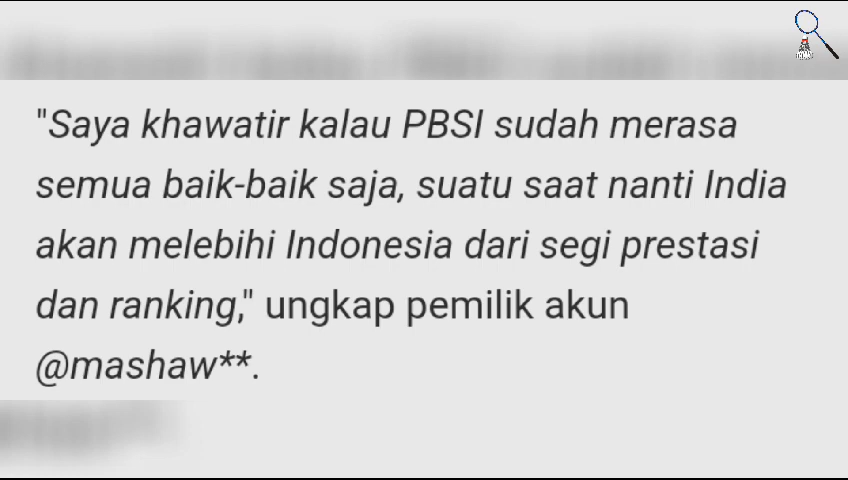 "Saya khawatir kalau PBSI sudah merasa
semua baik-baik saja, suatu saat nanti India
akan melebihi Indonesia dari segi prestasi
dan ranking," ungkap pemilik akun
@mashaw**.